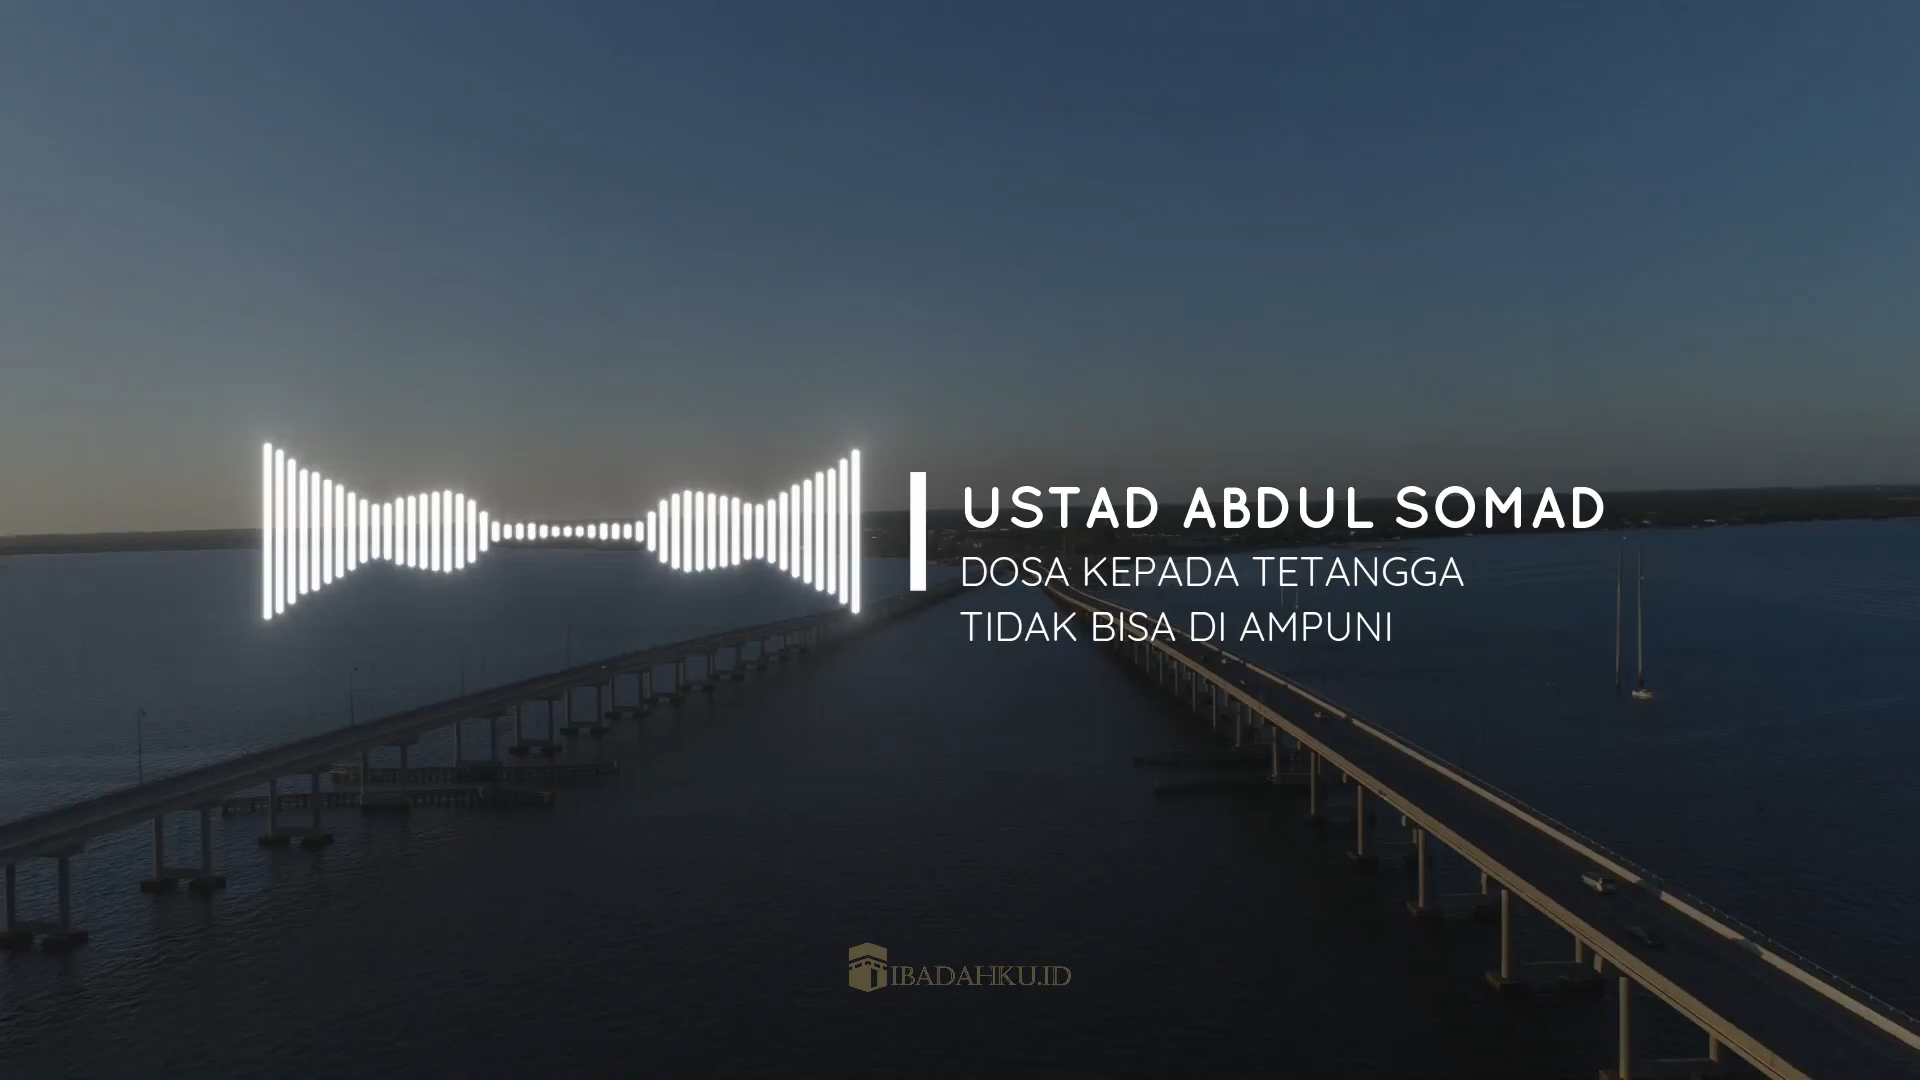 USTAD ABDUL SOMAD
DOSA KEPADA TETANGGA
TIDAK BISA DI AMPUNI
IBADAHKU.ID